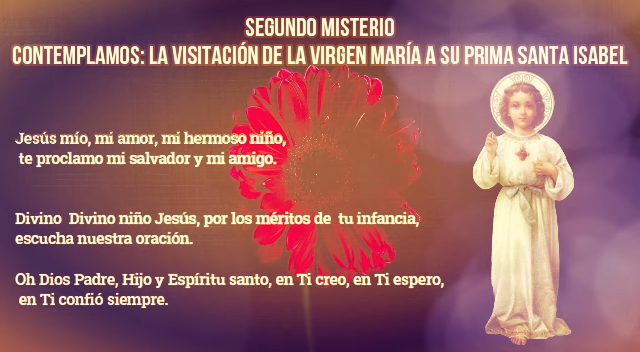 SEGUNDO MISTERIO
CONTEMPLAMOS: LA VISITACIÓN DE LA VIRGEN MARÍA A SU PRIMA SANTA ISABEL
Jesús mío, mi amor, mi hermoso niño,
te proclamo mi salvador y mi amigo.
Divino Divino niño Jesús, por los méritos de tu infancia,
escucha nuestra oración.
Oh Dios Padre, Hijo y Espíritu santo, en Ti creo, en Ti espero,
en Ti confió siempre.